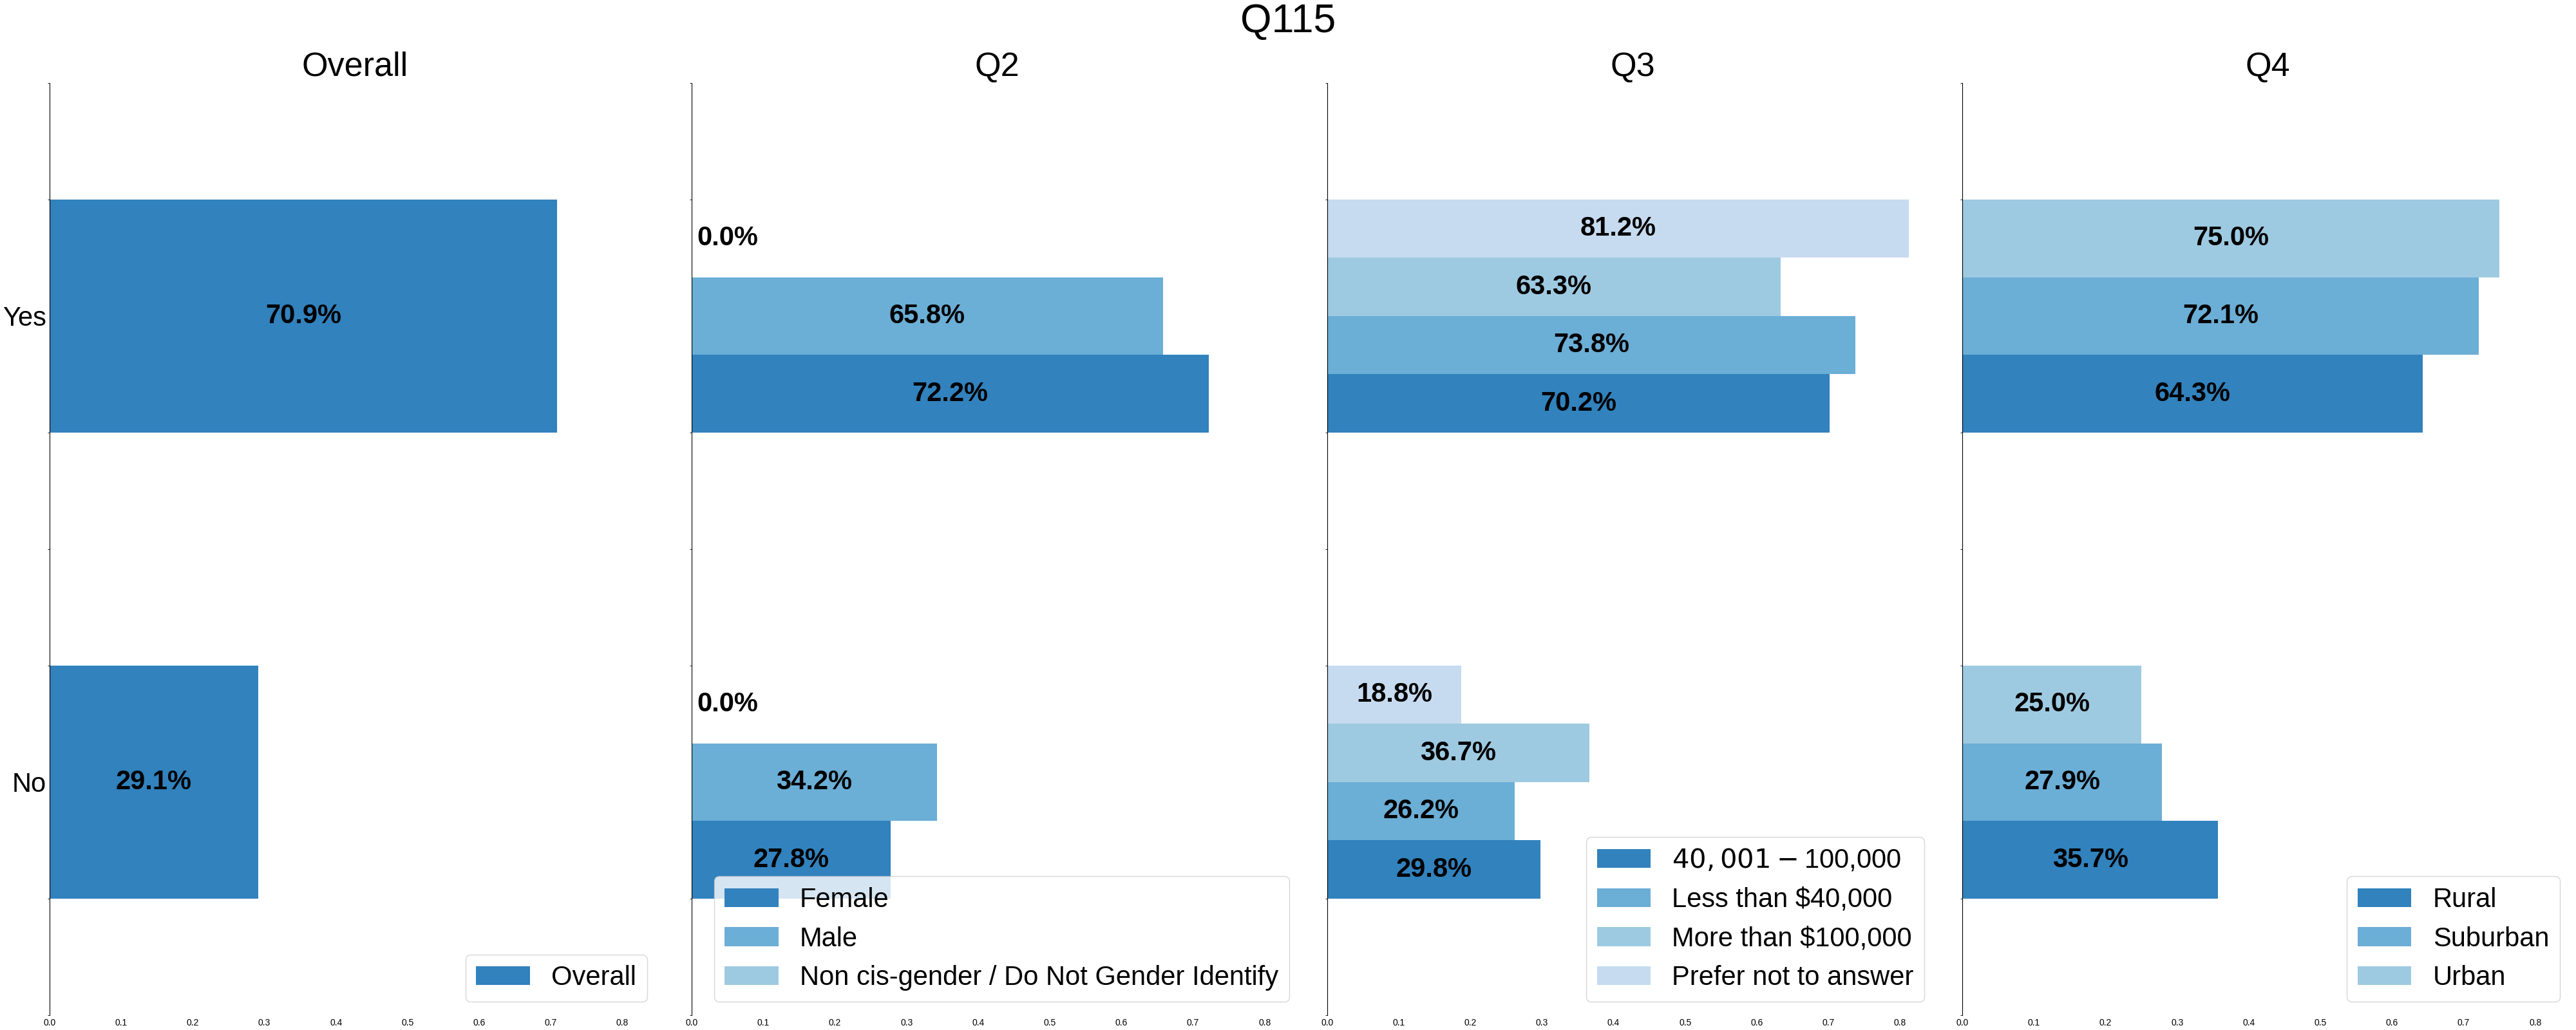 Q115
Overall
Yes
70.9%
No
29.1%
0.0 0.1 0.2 0.3 0.4 0.5 0.6 0.7 0.8
Overall
Q2
0.0%
65.8%
72.2%
0.0%
34.2%
27.8%
Female
Male
Non cis-gender / Do Not Gender Identify
0.0 0.1 0.2 0.3 0.4 0.5 0.6 0.7 0.8
Q3
81.2%
63.3%
73.8%
70.2%
18.8%
36.7%
26.2%
29.8%
40,001 − 100,000
Less than $40,000
More than $100,000
Prefer not to answer
0.0 0.1 0.2 0.3 0.4 0.5 0.6 0.7 0.8
Q4
75.0%
72.1%
64.3%
25.0%
27.9%
35.7%
Rural
Suburban
Urban
0.0 0.1 0.2 0.3 0.4 0.5 0.6 0.7 0.8